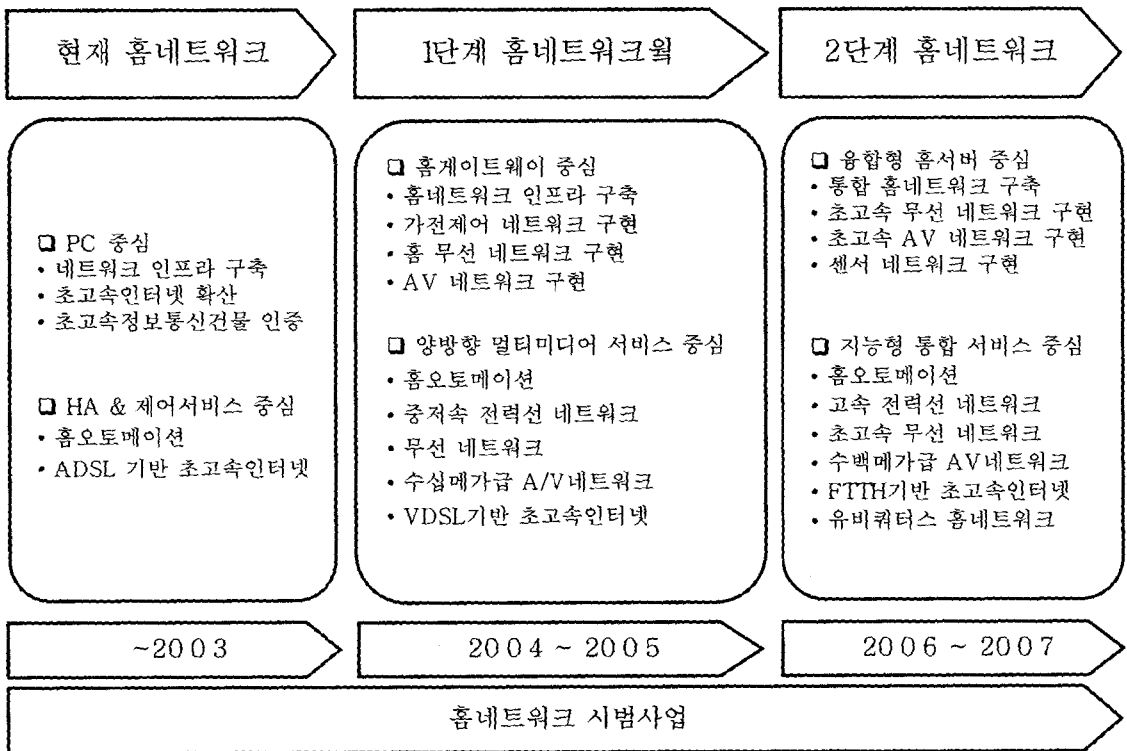 현재 홈네트워크
1단계 홈네트워크웤
2단계 홈네트워크
❑ PC 중심
• 네트워크 인프라 구축
• 초고속인터넷 확산
• 초고속정보통신건물 인증
❑ HA & 제어서비스 중심
• 홈오토메이션
• ADSL 기반 초고속인터넷
❑ 홈게이트웨이 중심
• 홈네트워크 인프라 구축
• 가전제어 네트워크 구현
• 홈 무선 네트워크 구현
• AV 네트워크 구현
❑ 양방향 멀티미디어 서비스 중심
• 홈오토메이션
• 중저속 전력선 네트워크
• 무선 네트워크
• 수십메가급 A/V네트워크
• VDSL기반 초고속인터넷
❑ 융합형 홈서버 중심
• 통합 홈네트워크 구축
• 초고속 무선 네트워크 구현
• 초고속 AV 네트워크 구현
• 센서 네트워크 구현
❑ 지능형 통합 서비스 중심
• 홈오토메이션
• 고속 전력선 네트워크
• 초고속 무선 네트워크
• 수백메가급 AV네트워크
• FTTH기반 초고속인터넷
• 유비쿼터스 홈네트워크
~2003
2004 ~ 2005
2006 ~ 2007
홈네트워크 시범사업